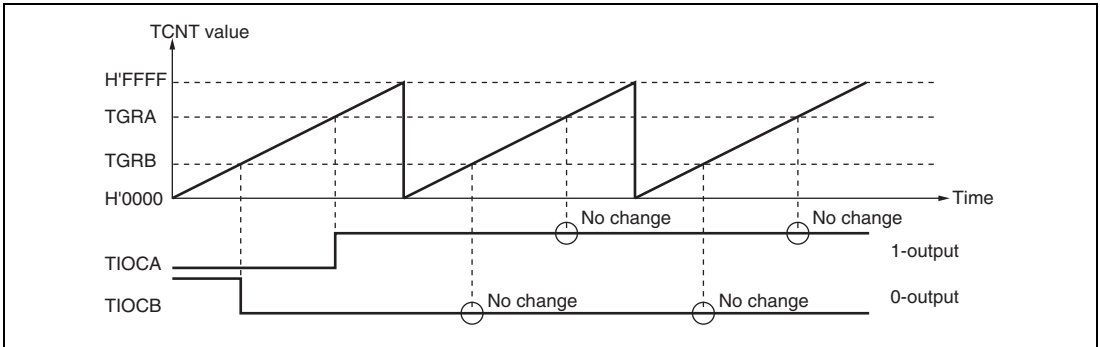 TCNT value
H'FFFF
TGRA
TGRB
H'0000
Time
No change
No change
1-output
TIOCA
No change
No change
0-output
TIOCB